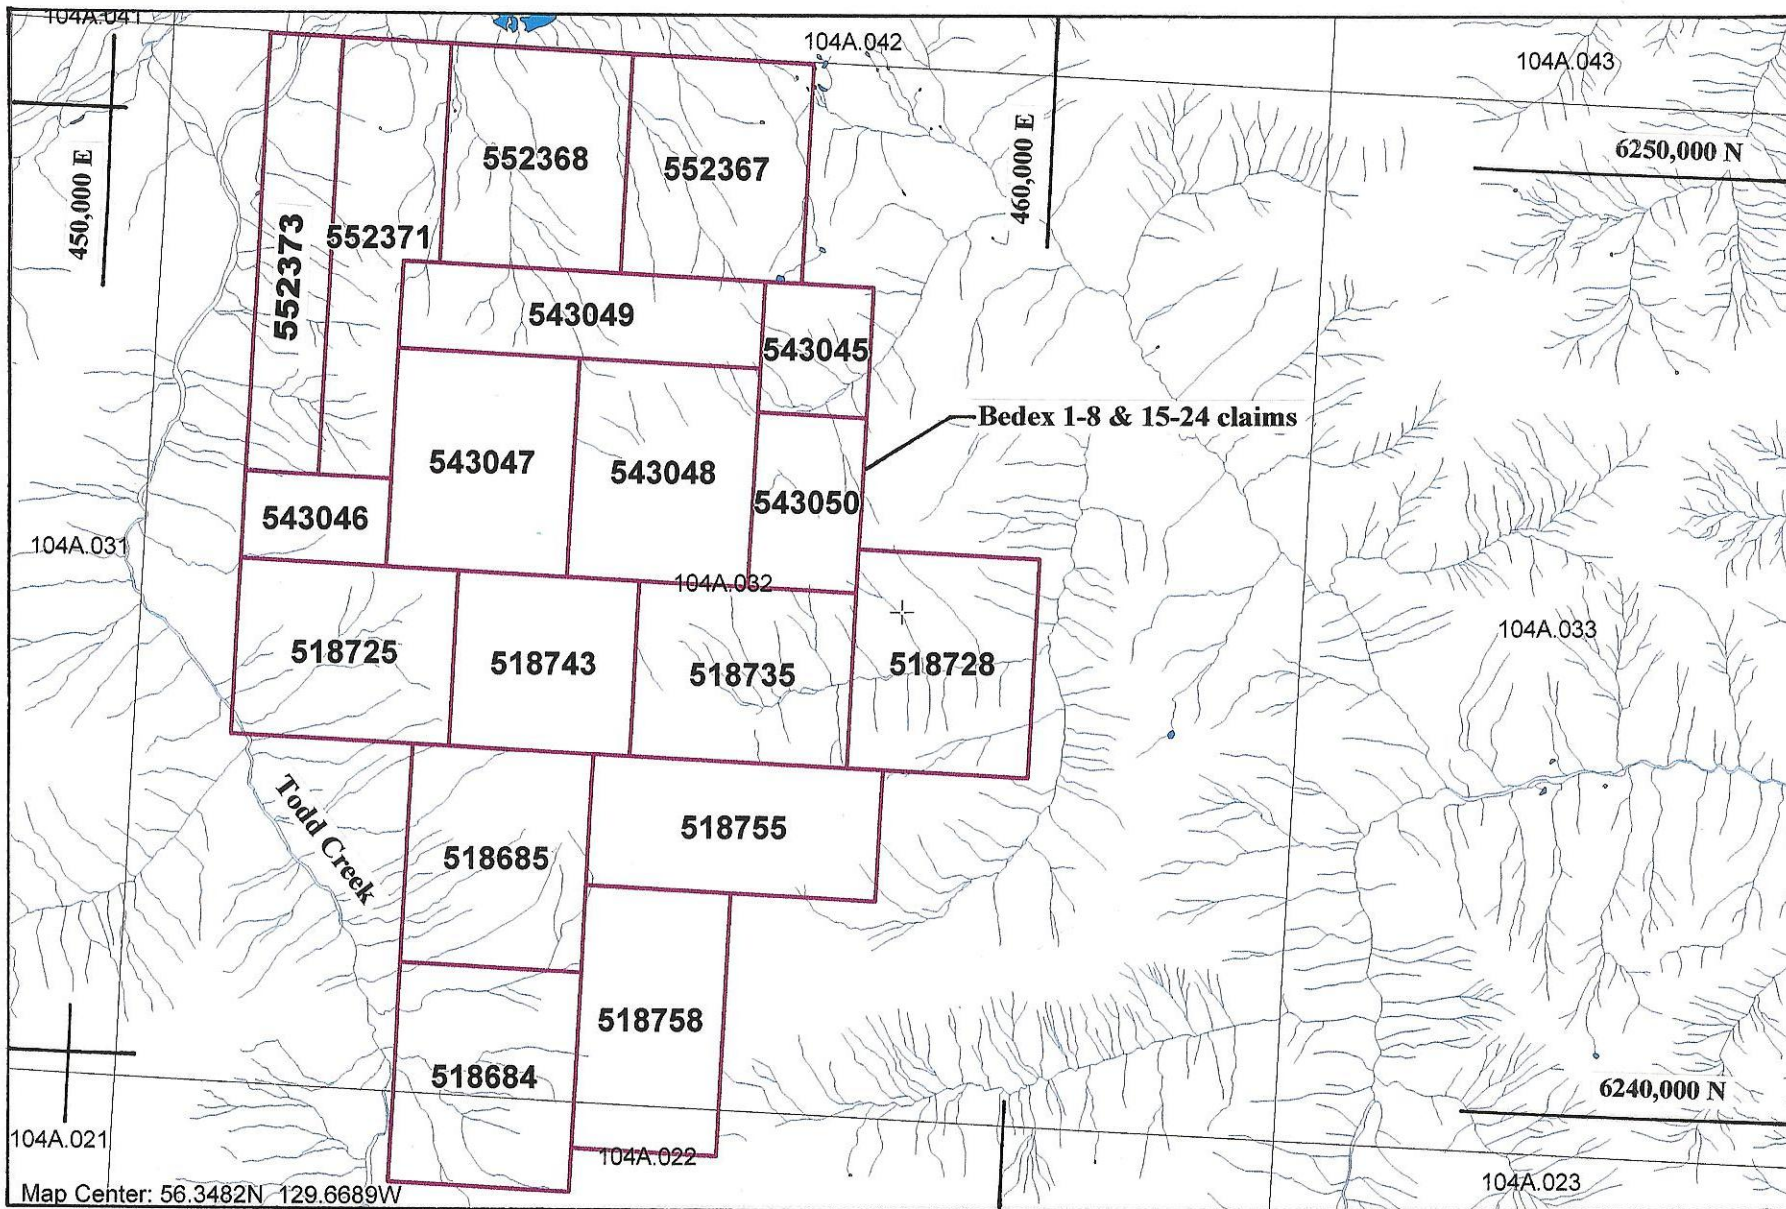 104A.041
104A.042
104A.043
450,000 E
460,000 E
6250,000 N
552373
552371
552368
552367
543049
543045
Bedex 1-8 & 15-24 claims
543047
543048
543050
543046
104A.031
104A.032
104A.033
518725
518743
518735
518728
Todd Creek
518685
518755
518758
518684
6240,000 N
104A.021
104A.022
104A.023
Map Center: 56.3482N 129.6689W